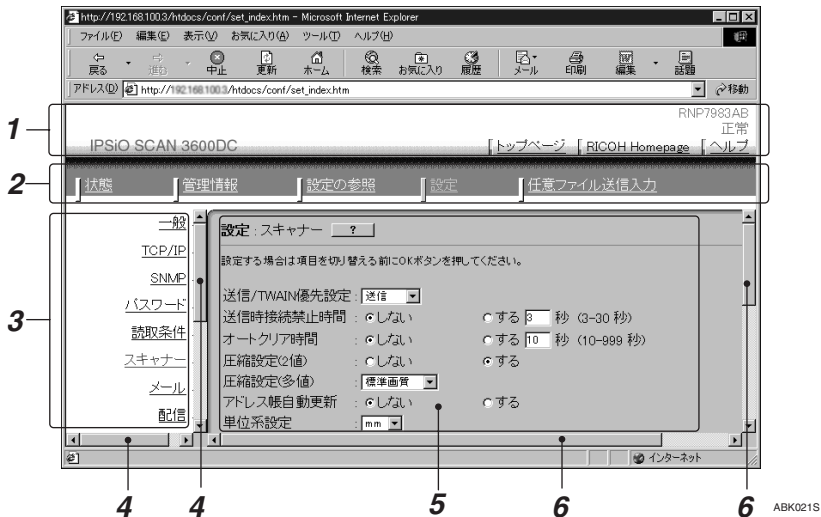 http://192.168.100.3/htdocs/conf/set_index.htm - Microsoft Internet Explorer
ファイル(F) 編集(E) 表示(V) お気に入り(A) ツール(T) ヘルプ(H)
戻る 進む 中止 更新 ホーム 検索 お気に入り 履歴 メール 印刷 編集 話題
アドレス(D) http://192.168.100.3/htdocs/conf/set_index.htm 移動
RNP7983AB
正常
1
IPSiO SCAN 3600DC トップページ RICOH Homepage ヘルプ
2 状態 管理情報 設定の参照 設定 任意ファイル送信入力
3
一般
TCP/IP
SNMP
パスワード
読取条件
スキャナー
メール
配信
設定 : スキャナー ?
設定する場合は項目を切り替える前にOKボタンを押してください。
送信/TWAIN優先設定 : 送信
送信時接続禁止時間 : しない する 3 秒 (3-30 秒)
オートクリア時間 : しない する 10 秒 (10-999 秒)
圧縮設定(2値) : しない する
圧縮設定(多値) : 標準画質
アドレス帳自動更新 : しない する
単位系設定 : mm
インターネット
4 4 5 6 6 ABK021S